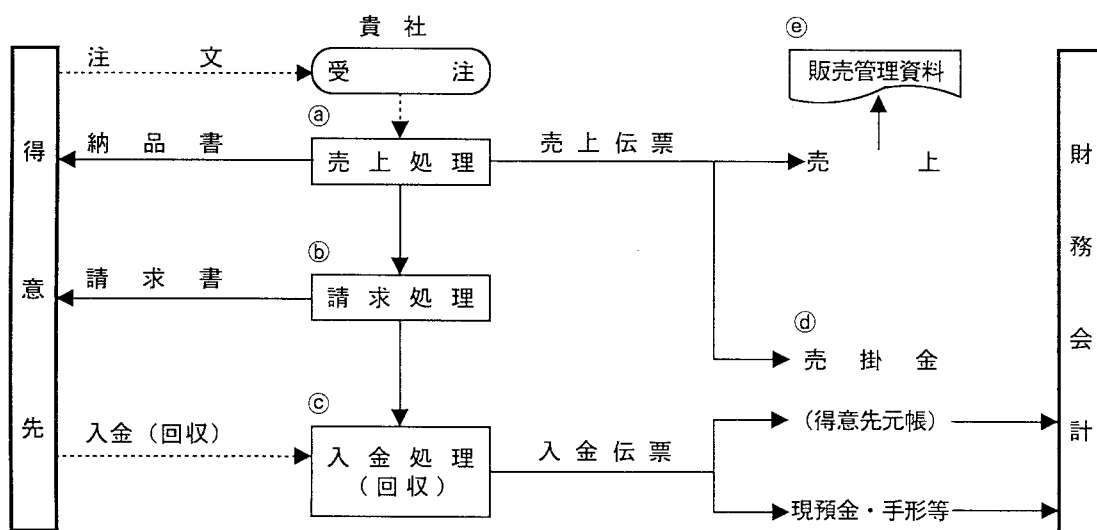 貴社
ⓔ
注文
受注
販売管理資料
ⓐ
納品書
売上処理
売上伝票
売上
ⓑ
請求書
請求処理
ⓓ
売掛金
ⓒ
入金（回収）
入金処理
（回収）
入金伝票
（得意先元帳）
現預金・手形等
得意先
財務会計